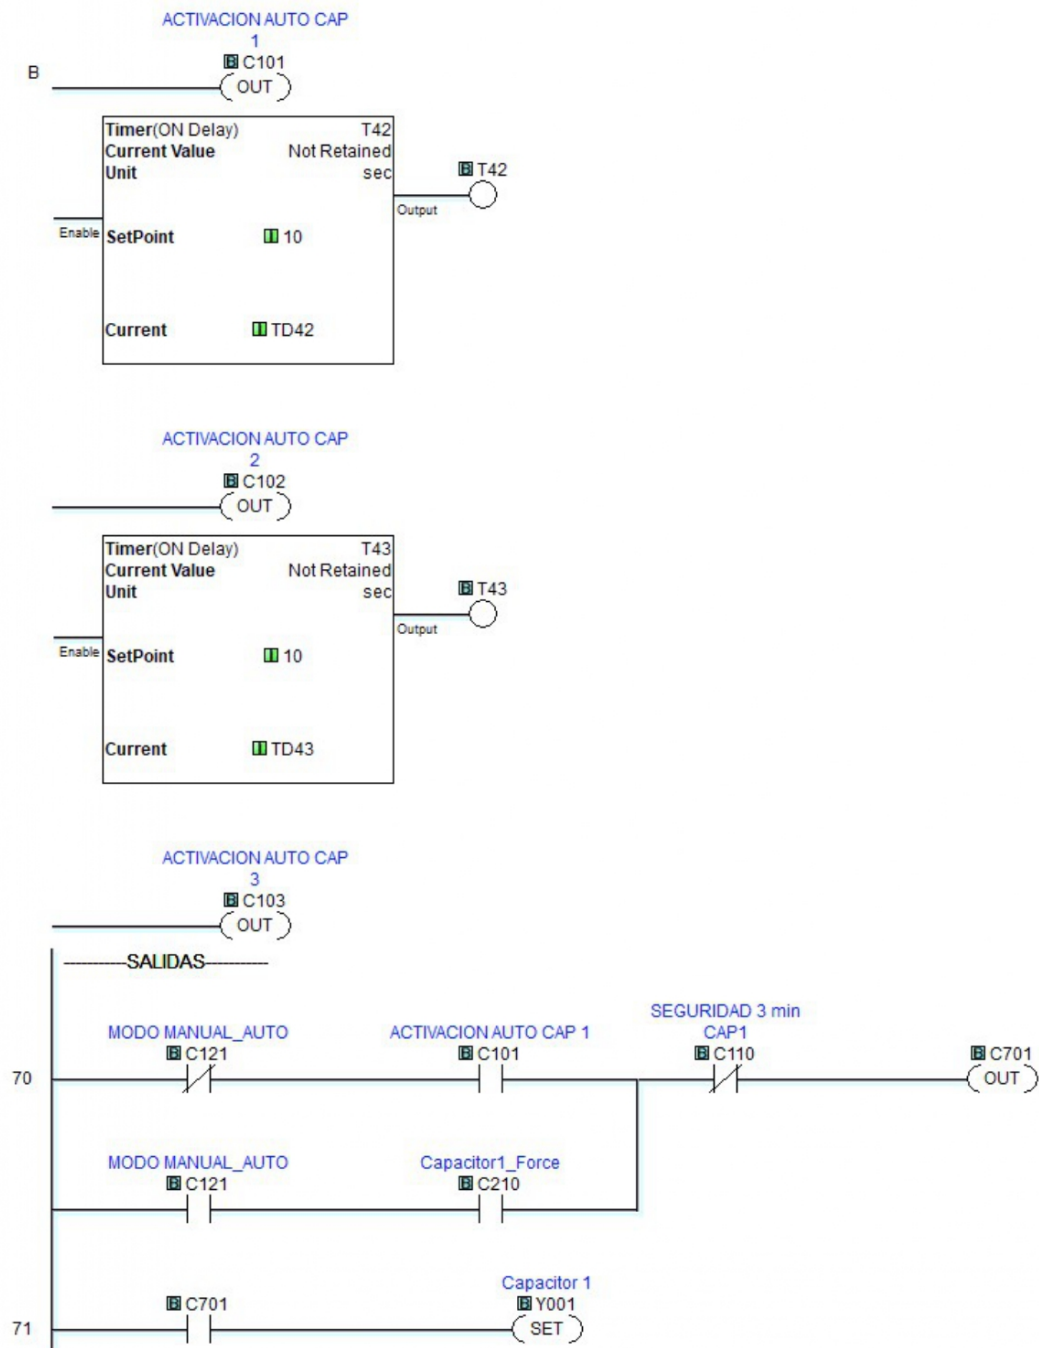 ACTIVACION AUTO CAP
1
B C101
B
OUT
Timer(ON Delay) T42
Current Value Not Retained
Unit sec
B T42
Output
Enable
SetPoint I 10
Current I TD42
ACTIVACION AUTO CAP
2
B C102
OUT
Timer(ON Delay) T43
Current Value Not Retained
Unit sec
B T43
Output
Enable
SetPoint I 10
Current I TD43
ACTIVACION AUTO CAP
3
B C103
OUT
-----------SALIDAS-----------
SEGURIDAD 3 min
MODO MANUAL_AUTO ACTIVACION AUTO CAP 1 CAP1
B C121 B C101 B C110 B C701
70 OUT
MODO MANUAL_AUTO Capacitor1_Force
B C121 B C210
Capacitor 1
B C701 B Y001
71 SET